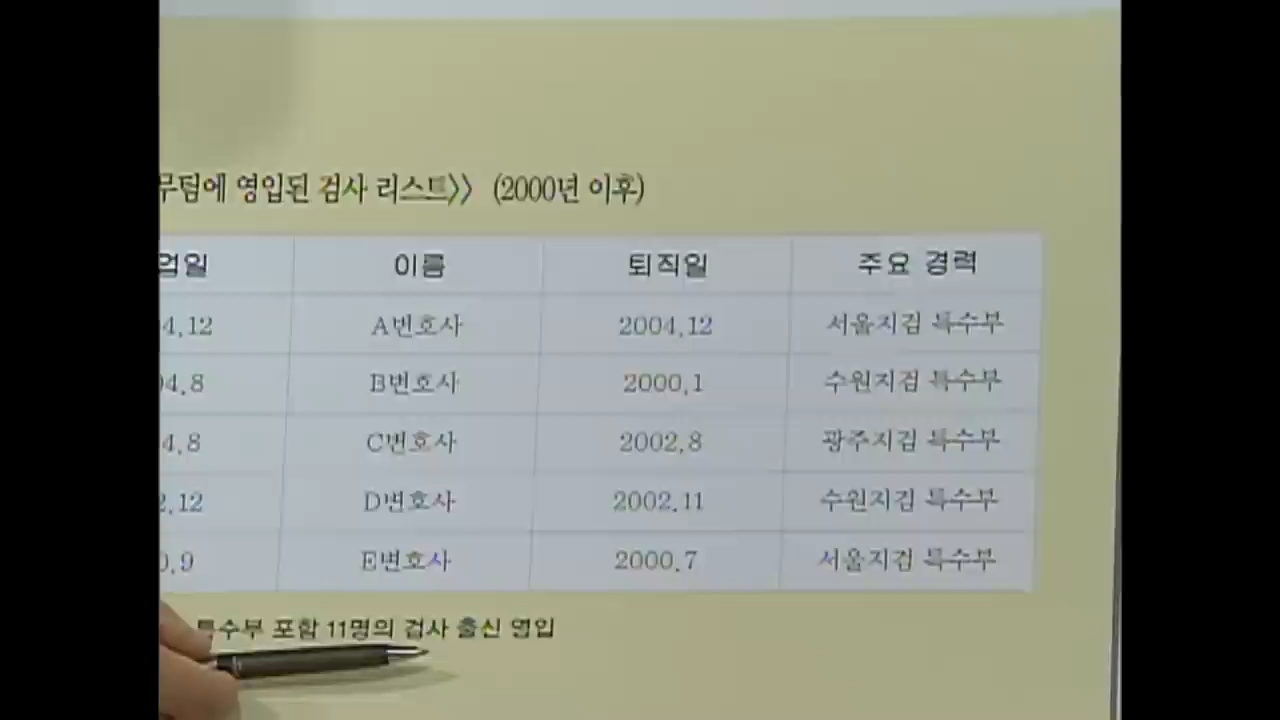 무팀에 영입된 검사 리스트>> (2000년 이후)
업일 이름 퇴직일 주요 경력
4.12 A변호사 2004.12 서울지검 특수부
04.8 B변호사 2000.1 수원지검 특수부
4.8 C변호사 2002.8 광주지검 특수부
2.12 D변호사 2002.11 수원지검 특수부
0.9 E변호사 2000.7 서울지검 특수부
특수부 포함 11명의 검사 출신 영입